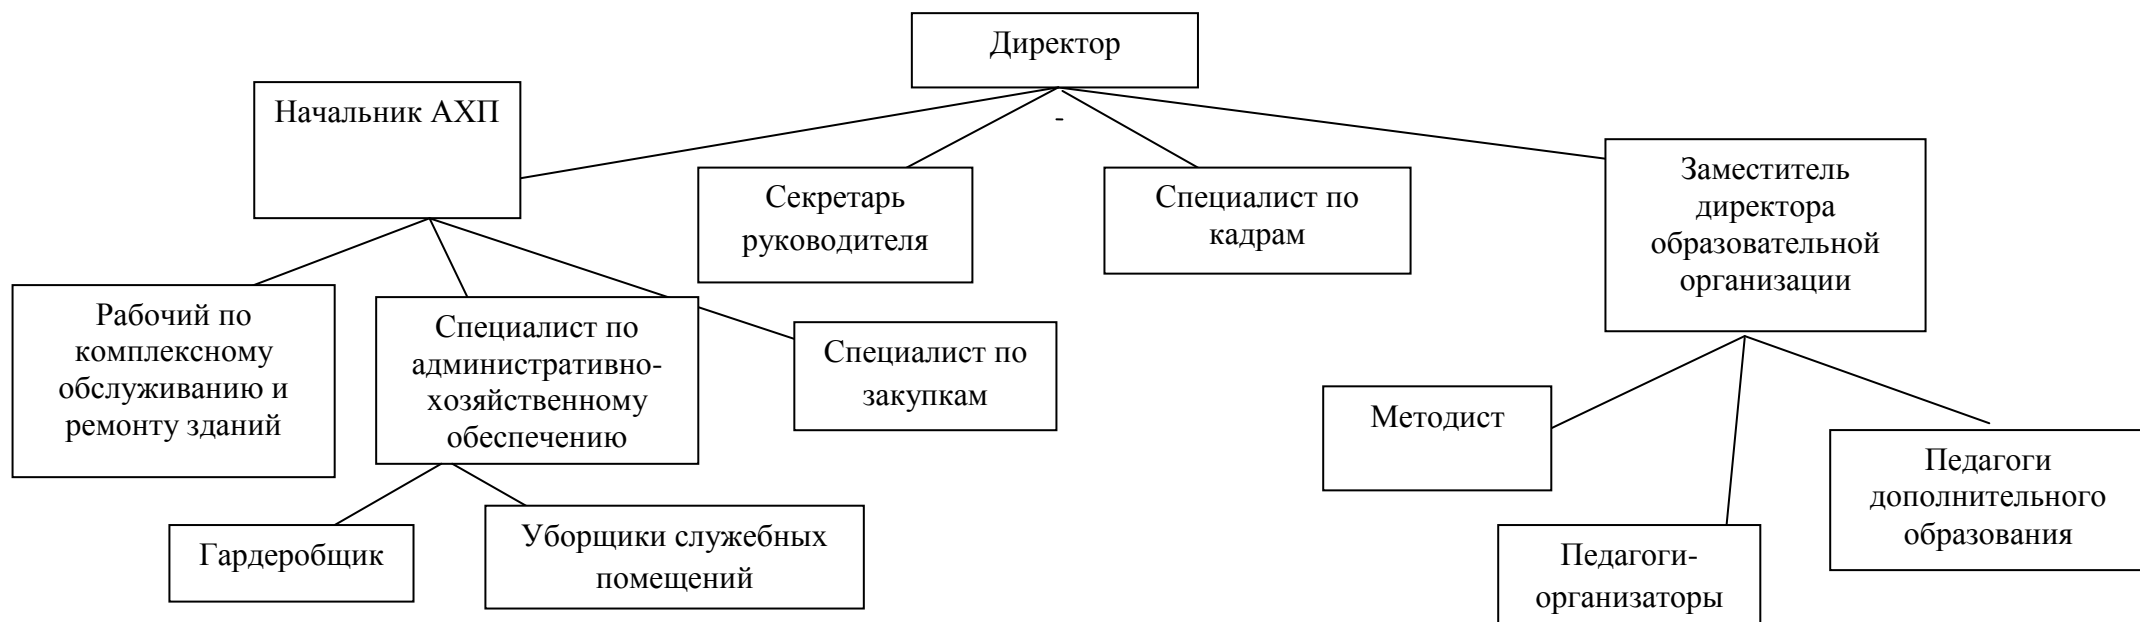 Директор
Начальник АХП
-
Секретарь
руководителя
Специалист по
кадрам
Заместитель
директора
образовательной
организации
Рабочий по
комплексному
обслуживанию и
ремонту зданий
Специалист по
административно-
хозяйственному
обеспечению
Специалист по
закупкам
Методист
Педагоги
дополнительного
образования
Гардеробщик
Уборщики служебных
помещений
Педагоги-
организаторы